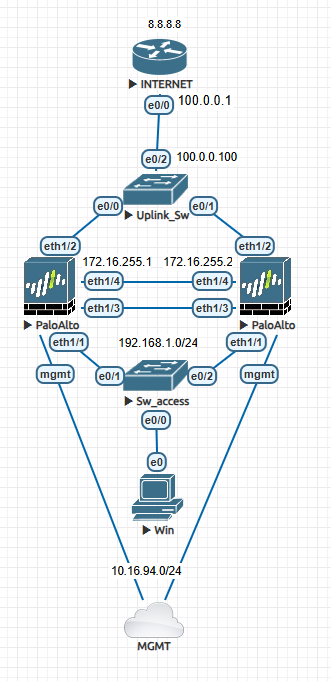 8.8.8.8
INTERNET
e0/0
100.0.0.1
e0/2
100.0.0.100
e0/0
e0/1
Uplink_Sw
eth1/2
eth1/2
172.16.255.1
172.16.255.2
eth1/4
eth1/4
eth1/3
eth1/3
PaloAlto
PaloAlto
eth1/1
192.168.1.0/24
eth1/1
mgmt
e0/1
e0/2
mgmt
Sw_access
e0/0
e0
Win
10.16.94.0/24
MGMT